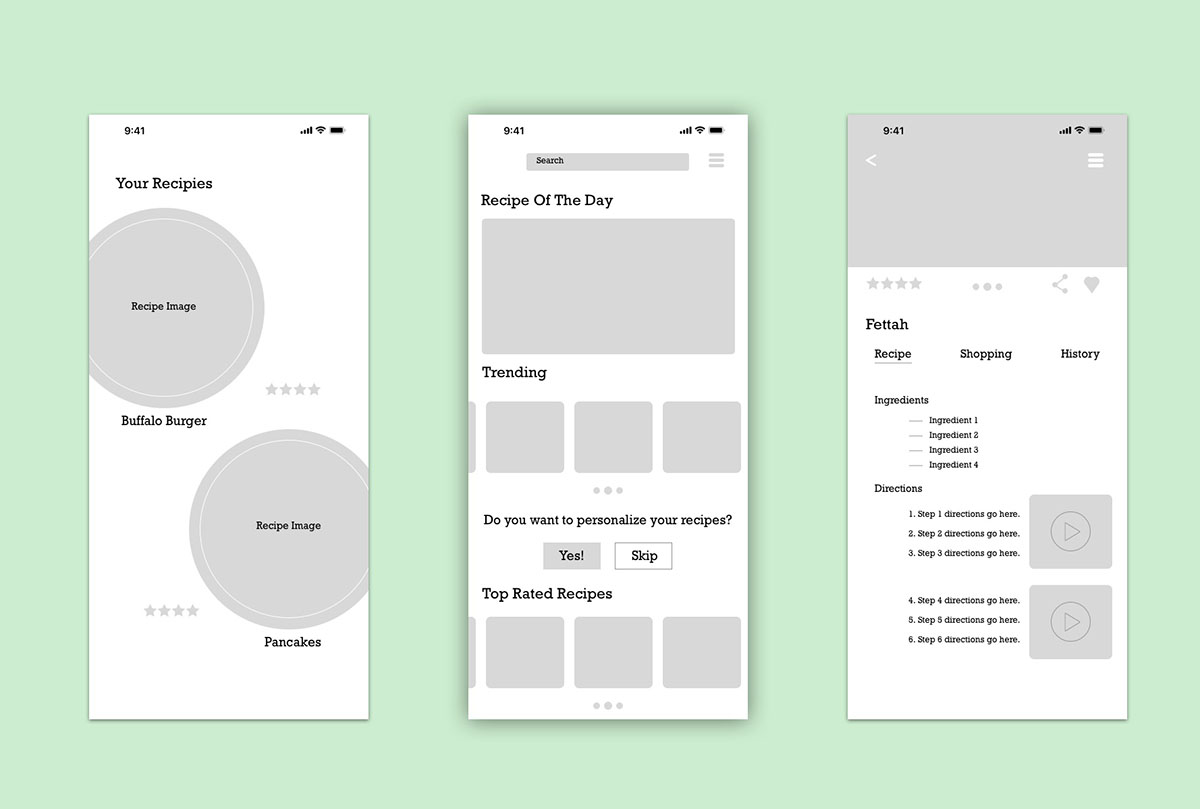 9:41
Your Recipies
Recipe Image
Buffalo Burger
Recipe Image
Pancakes
9:41
Search
Recipe Of The Day
Trending
Do you want to personalize your recipes?
Yes! Skip
Top Rated Recipes
9:41
Fettah
Recipe Shopping History
Ingredients
Ingredient 1
Ingredient 2
Ingredient 3
Ingredient 4
Directions
1. Step 1 directions go here.
2. Step 2 directions go here.
3. Step 3 directions go here.
4. Step 4 directions go here.
5. Step 5 directions go here.
6. Step 6 directions go here.